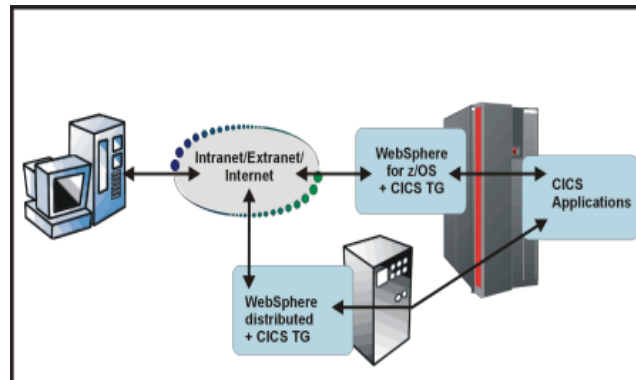 Intranet/Extranet/
Internet
WebSphere
for z/OS
+ CICS TG
CICS
Applications
WebSphere
distributed
+ CICS TG